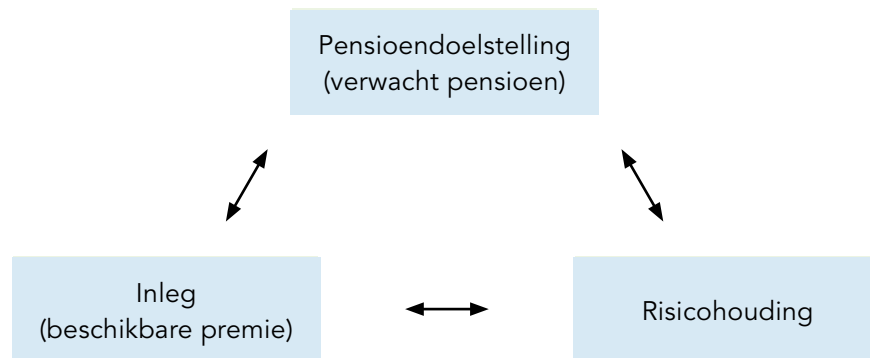 Pensioendoelstelling
(verwacht pensioen)
Inleg
(beschikbare premie)
Risicohouding